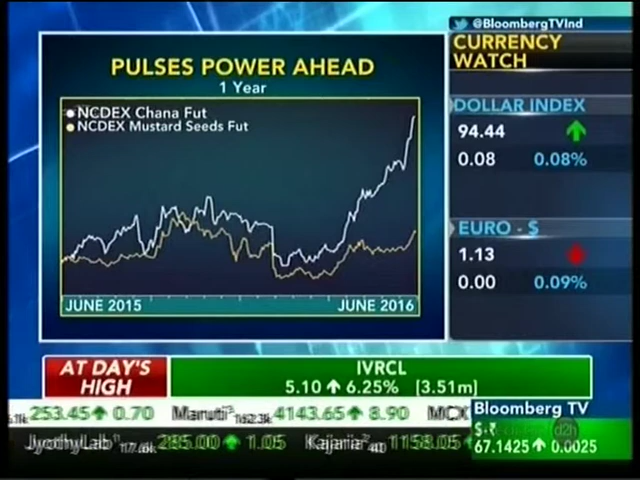 @BloombergTVInd
CURRENCY
WATCH
PULSES POWER AHEAD
1 Year
NCDEX Chana Fut
NCDEX Mustard Seeds Fut
JUNE 2015
JUNE 2016
DOLLAR INDEX
94.44
0.08 0.08%
EURO - $
1.13
0.00 0.09%
AT DAY'S
HIGH
IVRCL
5.10 6.25% (3.51m)
253.45 0.70 Maruti 4143.65 8.90 MCX
JyothyLab 285.00 1.05 Kajaria 1158.05
Bloomberg TV
$-₹
d2h
67.1425 0.0025